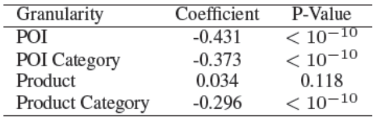 Granularity Coefficient P-Value
POI -0.431 < 10⁻¹⁰
POI Category -0.373 < 10⁻¹⁰
Product 0.034 0.118
Product Category -0.296 < 10⁻¹⁰